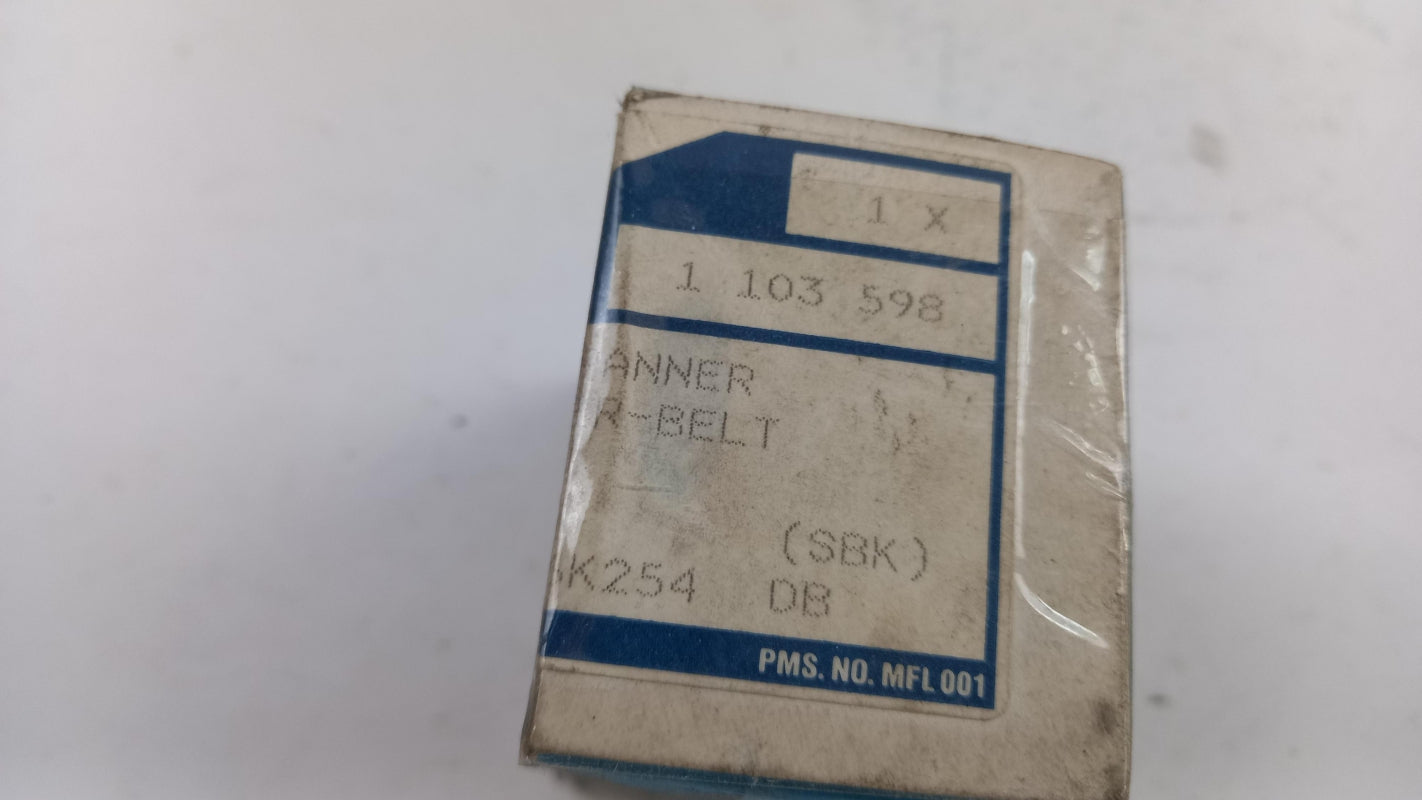 1 X
1 103 598
ANNER
R-BELT
(SBK)
K254 DB
PMS. NO. MFL 001